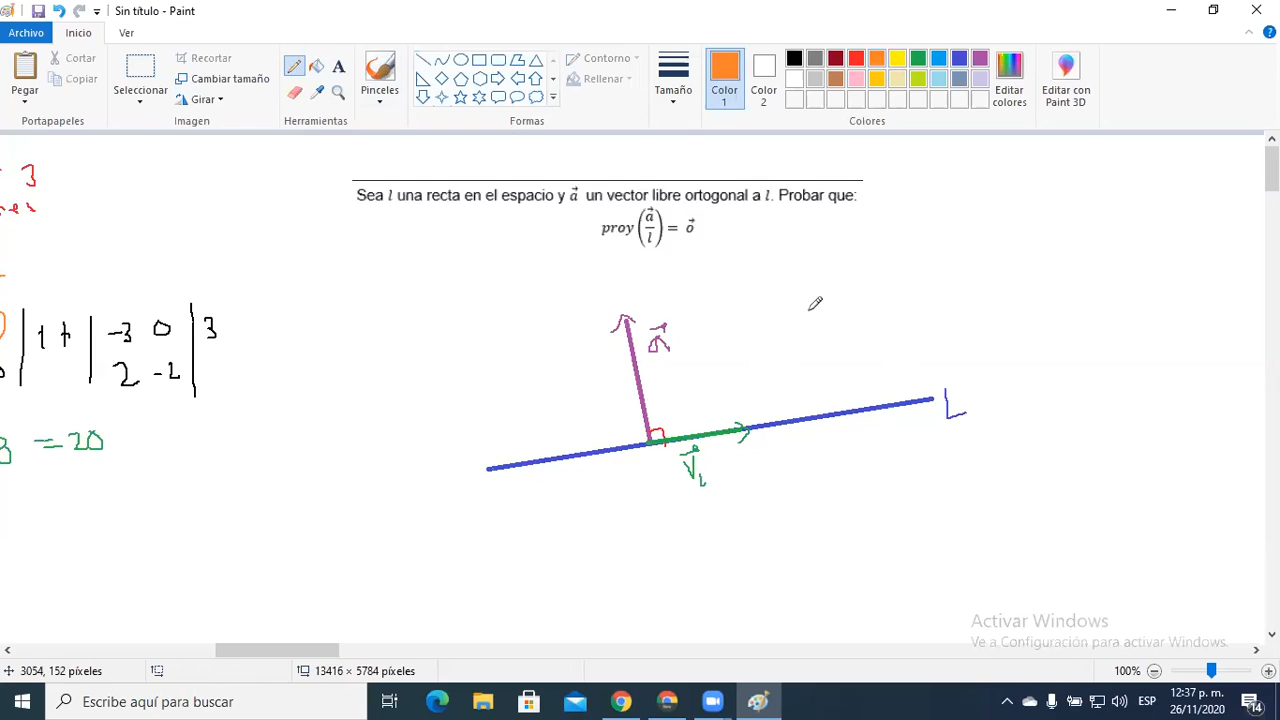 Sin título - Paint
Archivo Inicio Ver
Pegar
Cortar
Copiar
Portapapeles
Seleccionar
Recortar
Cambiar tamaño
Girar
Imagen
A
Herramientas
Pinceles
Contorno
Rellenar
Formas
Tamaño
Color 1
Color 2
Editar colores
Editar con Paint 3D
Colores
3
Sea l una recta en el espacio y a⃗ un vector libre ortogonal a l. Probar que:
proy(a⃗/l) = o⃗
1+ | -3 0 | 3
2 -2
= 20
a⃗
L
V⃗L
Activar Windows
Ve a Configuración para activar Windows.
3054, 152 píxeles
13416 × 5784 píxeles
100%
Escribe aquí para buscar
ESP
12:37 p. m.
26/11/2020
14